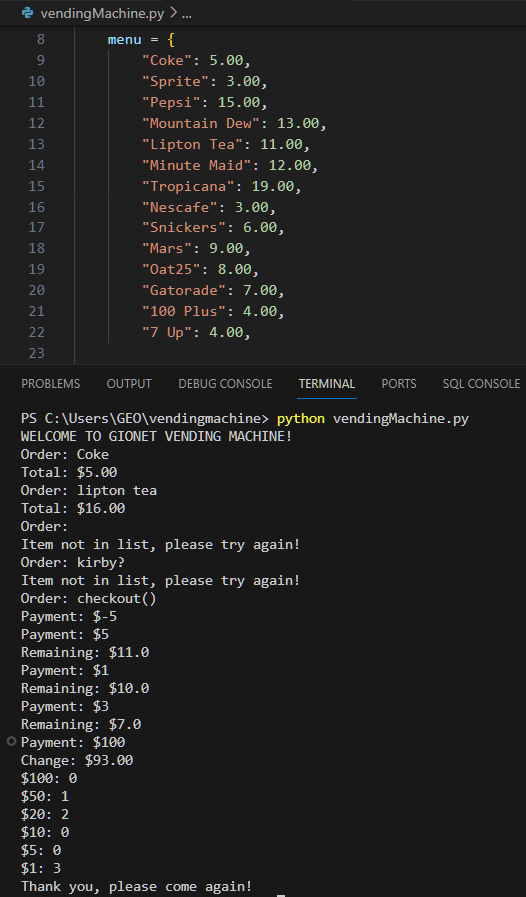 vendingMachine.py > ...
8 menu = {
9 "Coke": 5.00,
10 "Sprite": 3.00,
11 "Pepsi": 15.00,
12 "Mountain Dew": 13.00,
13 "Lipton Tea": 11.00,
14 "Minute Maid": 12.00,
15 "Tropicana": 19.00,
16 "Nescafe": 3.00,
17 "Snickers": 6.00,
18 "Mars": 9.00,
19 "Oat25": 8.00,
20 "Gatorade": 7.00,
21 "100 Plus": 4.00,
22 "7 Up": 4.00,
23
PROBLEMS OUTPUT DEBUG CONSOLE TERMINAL PORTS SQL CONSOLE
PS C:\Users\GEO\vendingmachine> python vendingMachine.py
WELCOME TO GIONET VENDING MACHINE!
Order: Coke
Total: $5.00
Order: lipton tea
Total: $16.00
Order:
Item not in list, please try again!
Order: kirby?
Item not in list, please try again!
Order: checkout()
Payment: $-5
Payment: $5
Remaining: $11.0
Payment: $1
Remaining: $10.0
Payment: $3
Remaining: $7.0
Payment: $100
Change: $93.00
$100: 0
$50: 1
$20: 2
$10: 0
$5: 0
$1: 3
Thank you, please come again!